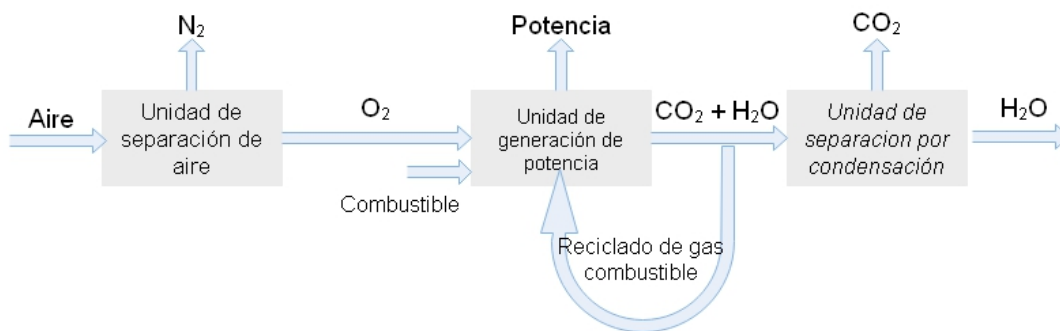 N₂
Potencia
CO₂
Aire
Unidad de
separación de
aire
O₂
Combustible
Unidad de
generación de
potencia
CO₂ + H₂O
Unidad de
separacion por
condensación
H₂O
Reciclado de gas
combustible